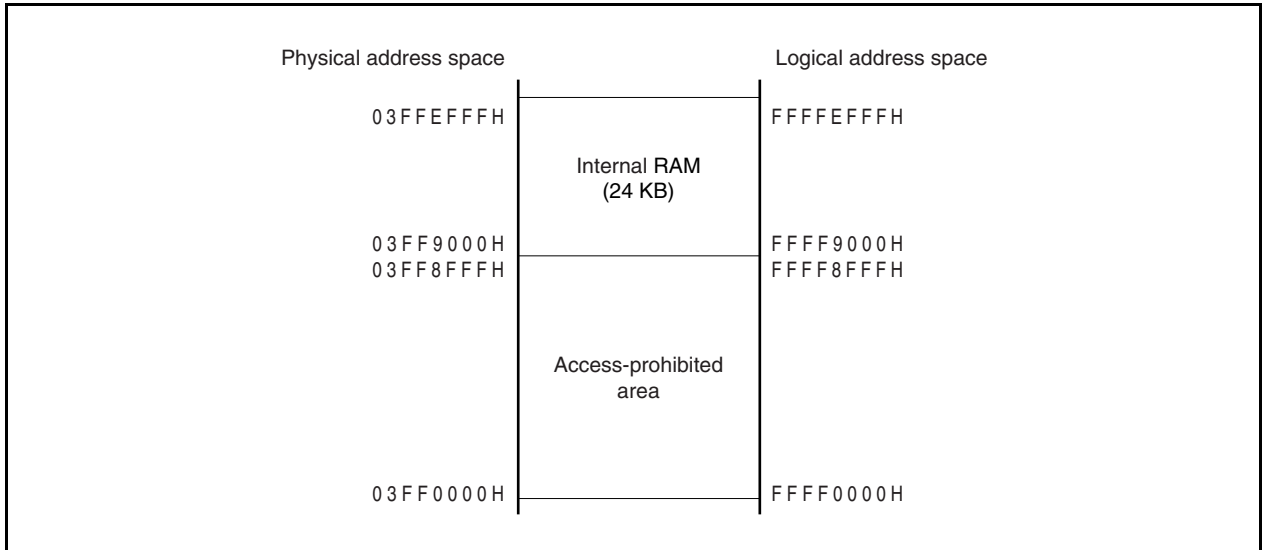 Physical address space
Logical address space
03FFEFFFH
FFFFEFFFH
Internal RAM
(24 KB)
03FF9000H
FFFF9000H
03FF8FFFH
FFFF8FFFH
Access-prohibited
area
03FF0000H
FFFF0000H